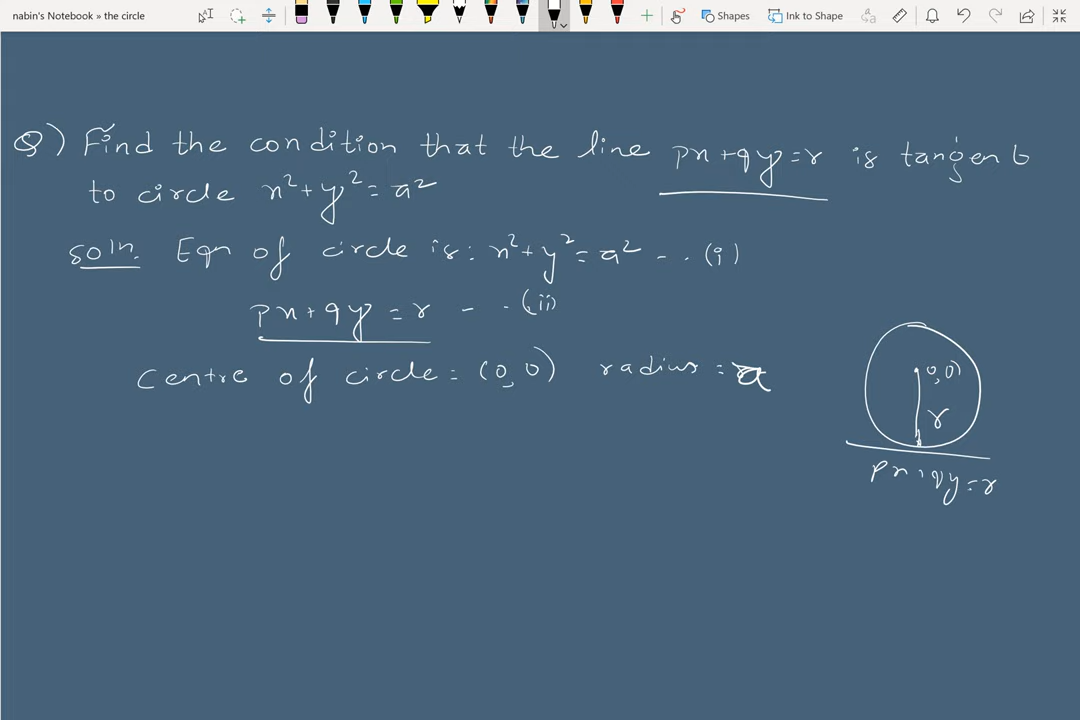 nabin's Notebook » the circle
Shapes
Ink to Shape
Q) Find the condition that the line px+qy=r is tangent
to circle x²+y²=a²
soln. Eqn of circle is: x²+y²=a² - . . (i)
px+qy=r - - . (ii)
Centre of circle=(0,0) radius=a
(0,0)
r
px+qy=r